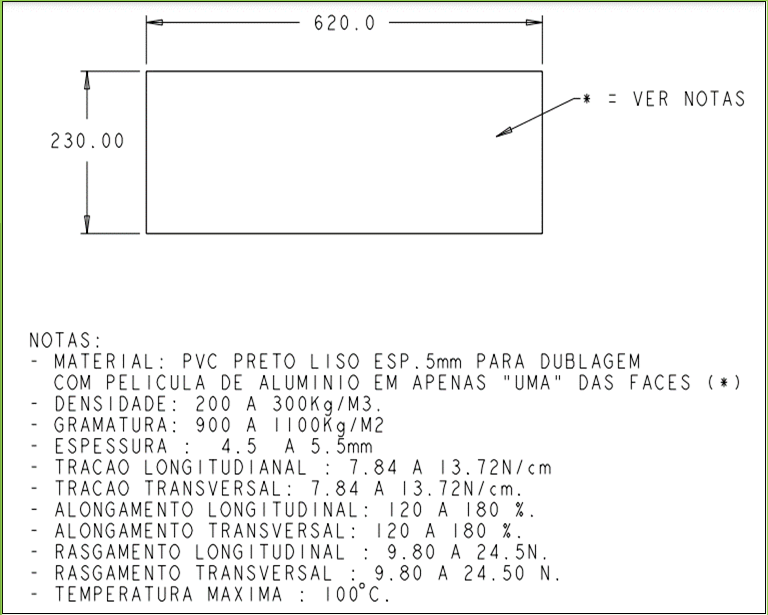 620.0
* = VER NOTAS
230.00
NOTAS:
- MATERIAL: PVC PRETO LISO ESP.5mm PARA DUBLAGEM
COM PELICULA DE ALUMINIO EM APENAS "UMA" DAS FACES (*)
- DENSIDADE: 200 A 300Kg/M3.
- GRAMATURA: 900 A 1100Kg/M2
- ESPESSURA : 4.5 A 5.5mm
- TRACAO LONGITUDIANAL : 7.84 A 13.72N/cm
- TRACAO TRANSVERSAL: 7.84 A 13.72N/cm.
- ALONGAMENTO LONGITUDINAL: 120 A 180 %.
- ALONGAMENTO TRANSVERSAL: 120 A 180 %.
- RASGAMENTO LONGITUDINAL : 9.80 A 24.5N.
- RASGAMENTO TRANSVERSAL : 9.80 A 24.50 N.
- TEMPERATURA MAXIMA : 100°C.